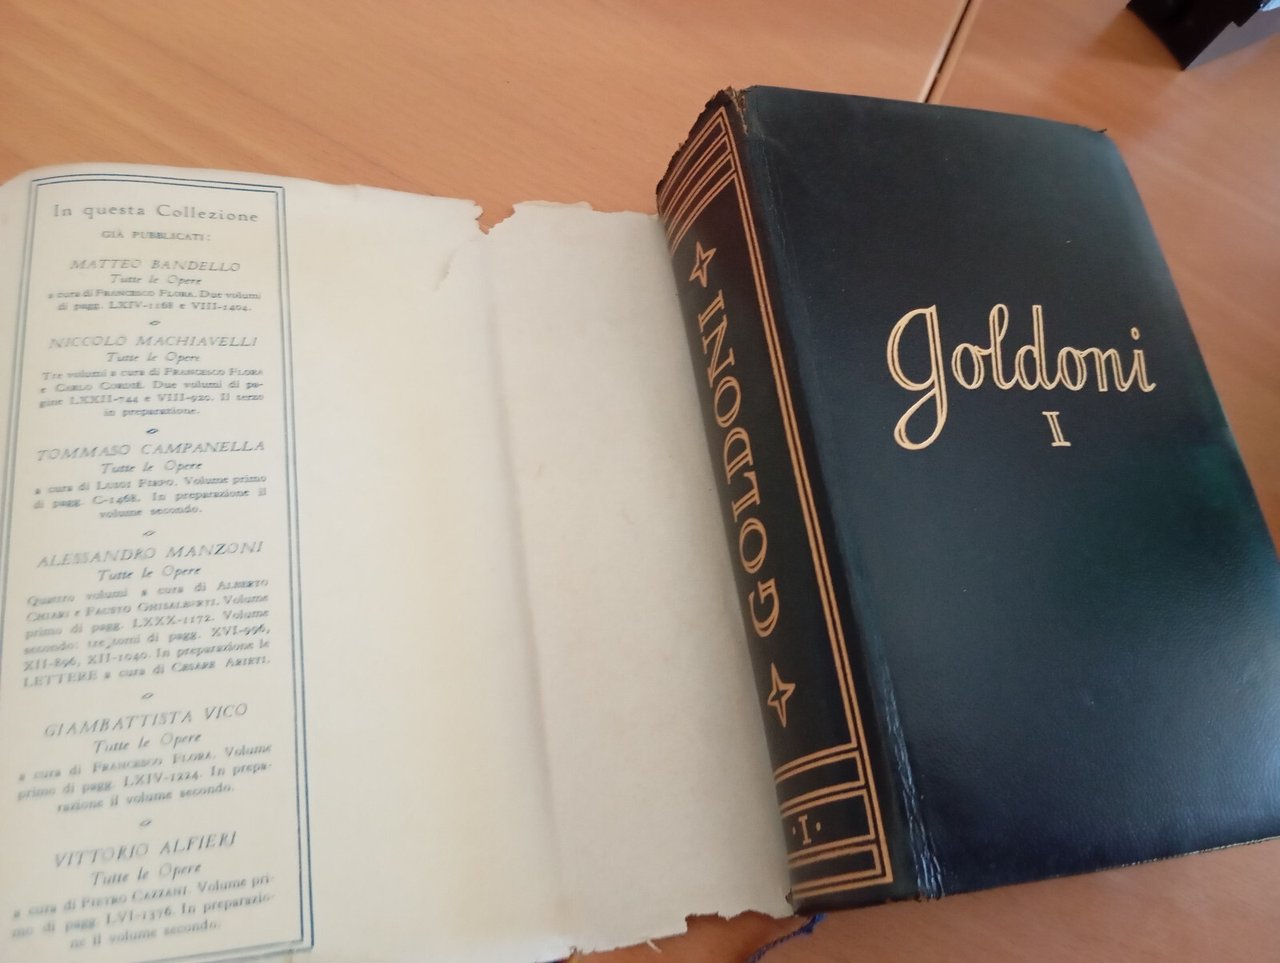 In questa Collezione
GIÀ PUBBLICATI:
MATTEO BANDELLO
Tutte le Opere
a cura di FRANCESCO FLORA. Due volumi
di pagg. LXIV-1268 e VIII-1404.
NICCOLO MACHIAVELLI
Tutte le Opere
Tre volumi a cura di FRANCESCO FLORA
e CARLO CORDIÉ. Due volumi di pa-
gine LXXII-744 e VIII-920. Il terzo
in preparazione.
TOMMASO CAMPANELLA
Tutte le Opere
a cura di LUIGI FIRPO. Volume primo
di pagg. C-1468. In preparazione il
volume secondo.
ALESSANDRO MANZONI
Tutte le Opere
Quattro volumi a cura di ALBERTO
CHIARI e FAUSTO GHISALBERTI. Volume
primo di pagg. LXXX-1172. Volume
secondo: tre tomi di pagg. XVI-996,
XII-896, XII-1040. In preparazione le
LETTERE a cura di CESARE ARIETI.
GIAMBATTISTA VICO
Tutte le Opere
a cura di FRANCESCO FLORA. Volume
primo di pagg. LXIV-1224. In prepa-
razione il volume secondo.
VITTORIO ALFIERI
Tutte le Opere
a cura di PIETRO CAZZANI. Volume pri-
mo di pagg. LVI-1376. In preparazio-
ne il volume secondo.
GOLDONI
·I·
Goldoni
I